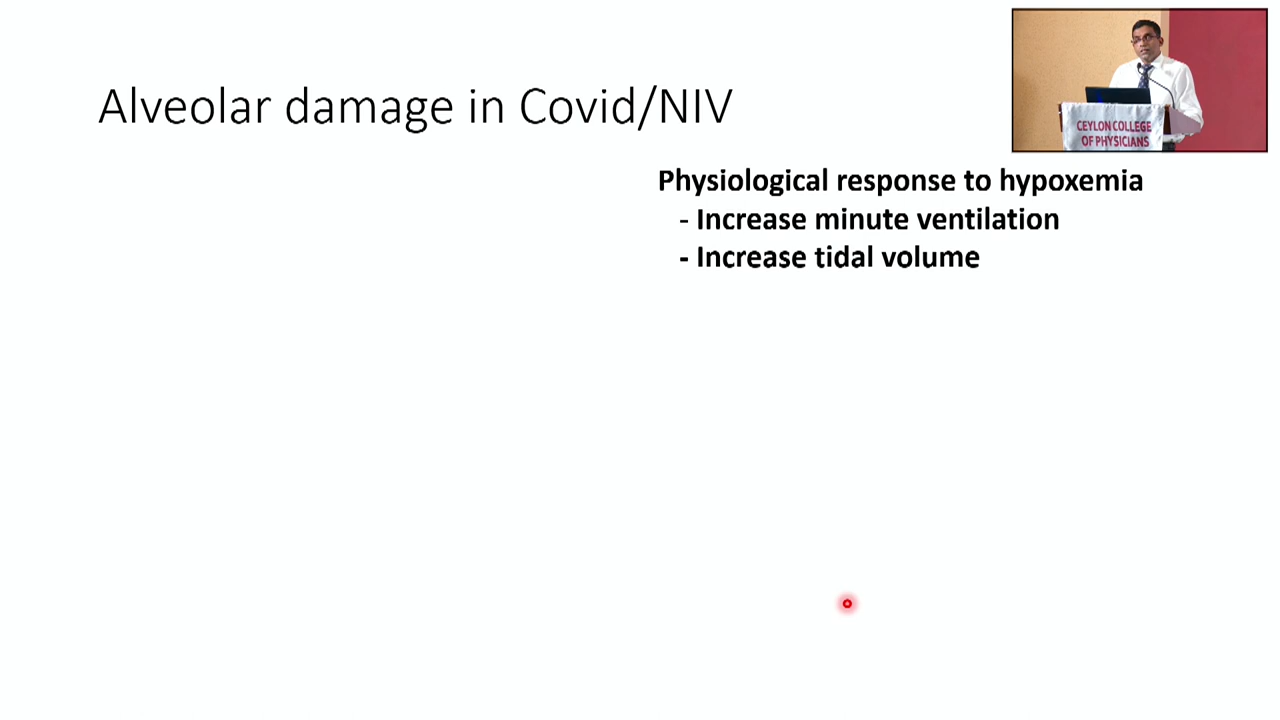 Alveolar damage in Covid/NIV
CEYLON COLLEGE
OF PHYSICIANS
Physiological response to hypoxemia
- Increase minute ventilation
- Increase tidal volume